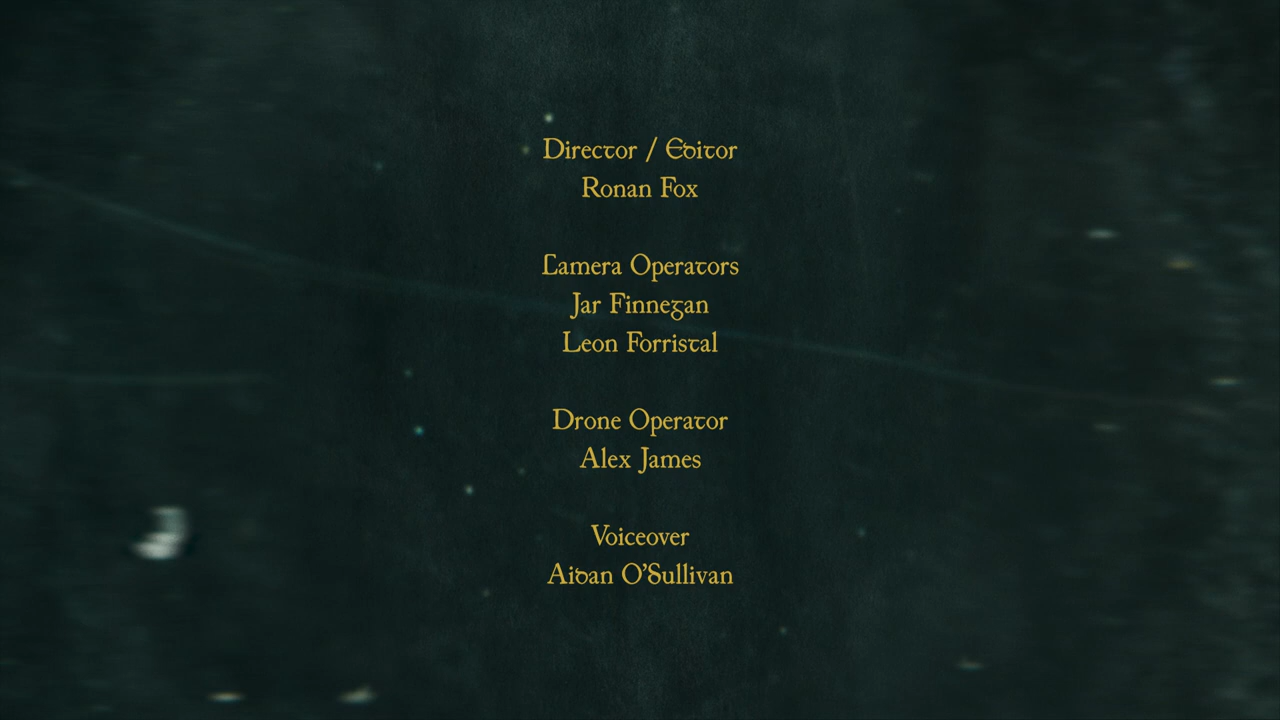 Director / Editor
Ronan Fox
Camera Operators
Jar Finnegan
Leon Forristal
Drone Operator
Alex James
Voiceover
Aidan O'Sullivan